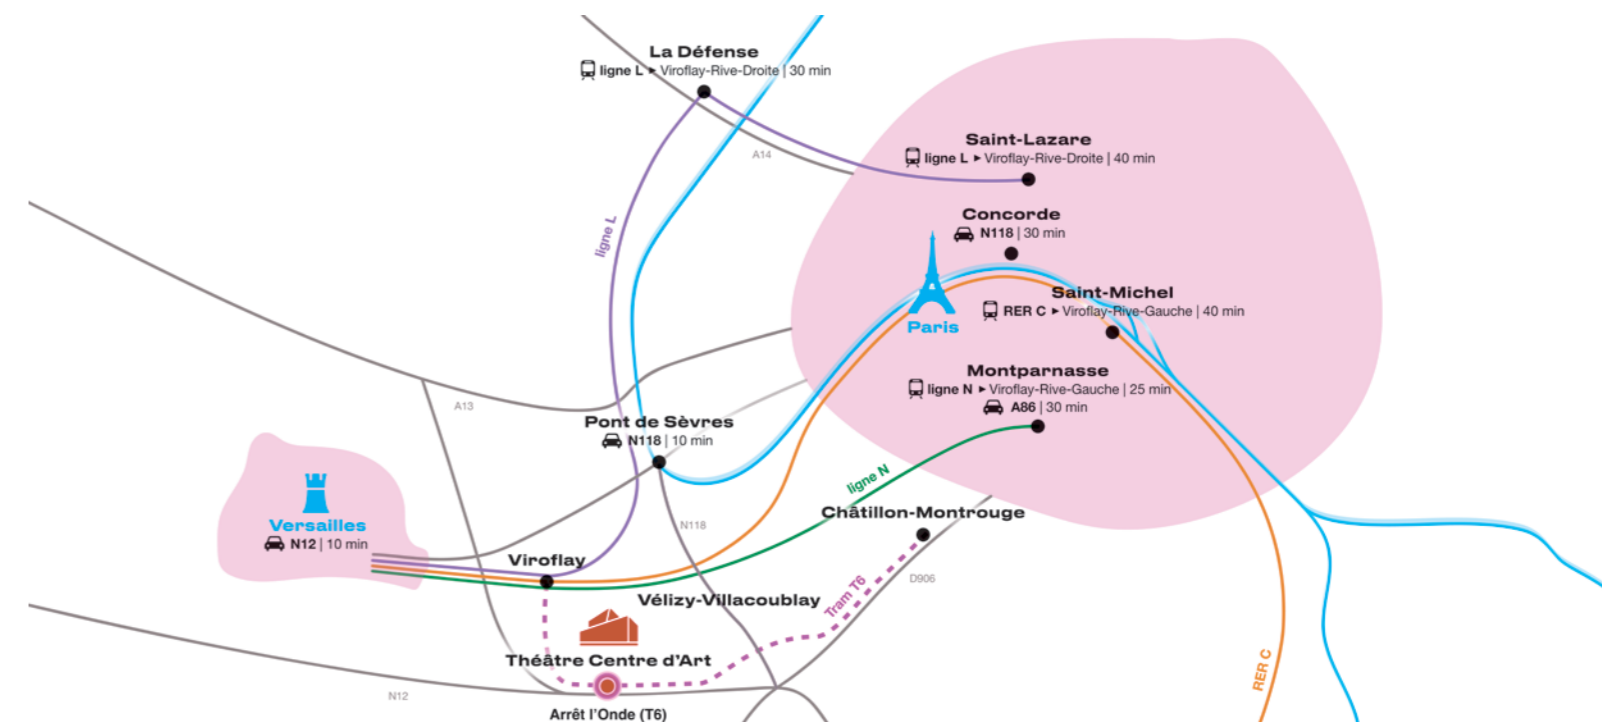 La Défense
ligne L ▸ Viroflay-Rive-Droite | 30 min
A14
Saint-Lazare
ligne L ▸ Viroflay-Rive-Droite | 40 min
ligne L
Concorde
N118 | 30 min
Saint-Michel
RER C ▸ Viroflay-Rive-Gauche | 40 min
Paris
Montparnasse
ligne N ▸ Viroflay-Rive-Gauche | 25 min
A86 | 30 min
A13
Pont de Sèvres
N118 | 10 min
ligne N
Versailles
N12 | 10 min
N118
Châtillon-Montrouge
Viroflay
D906
Vélizy-Villacoublay
Tram T6
Théâtre Centre d'Art
RER C
N12
Arrêt l'Onde (T6)